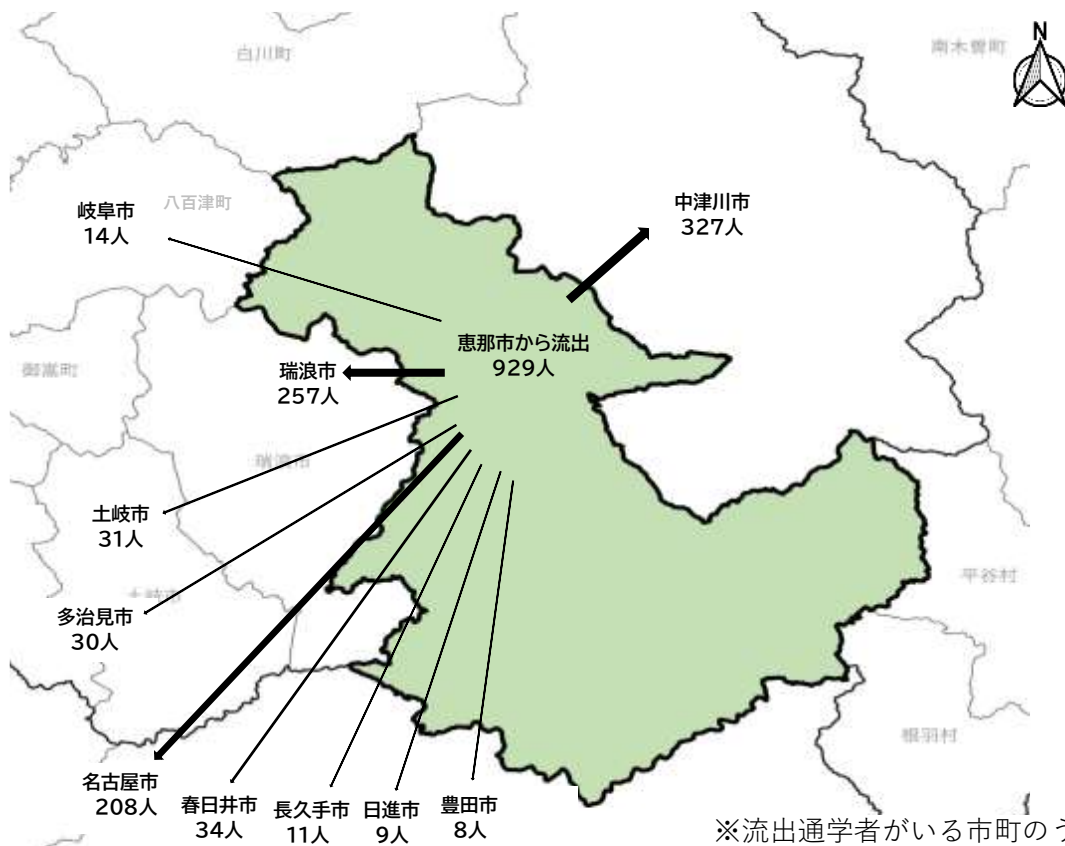 N
白川町
南木曽町
八百津町
岐阜市
14人
中津川市
327人
恵那市から流出
929人
御嵩町
瑞浪市
257人
瑞浪市
土岐市
31人
平谷村
土岐市
多治見市
30人
根羽村
名古屋市
208人
春日井市
34人
長久手市
11人
日進市
9人
豊田市
8人
※流出通学者がいる市町のう